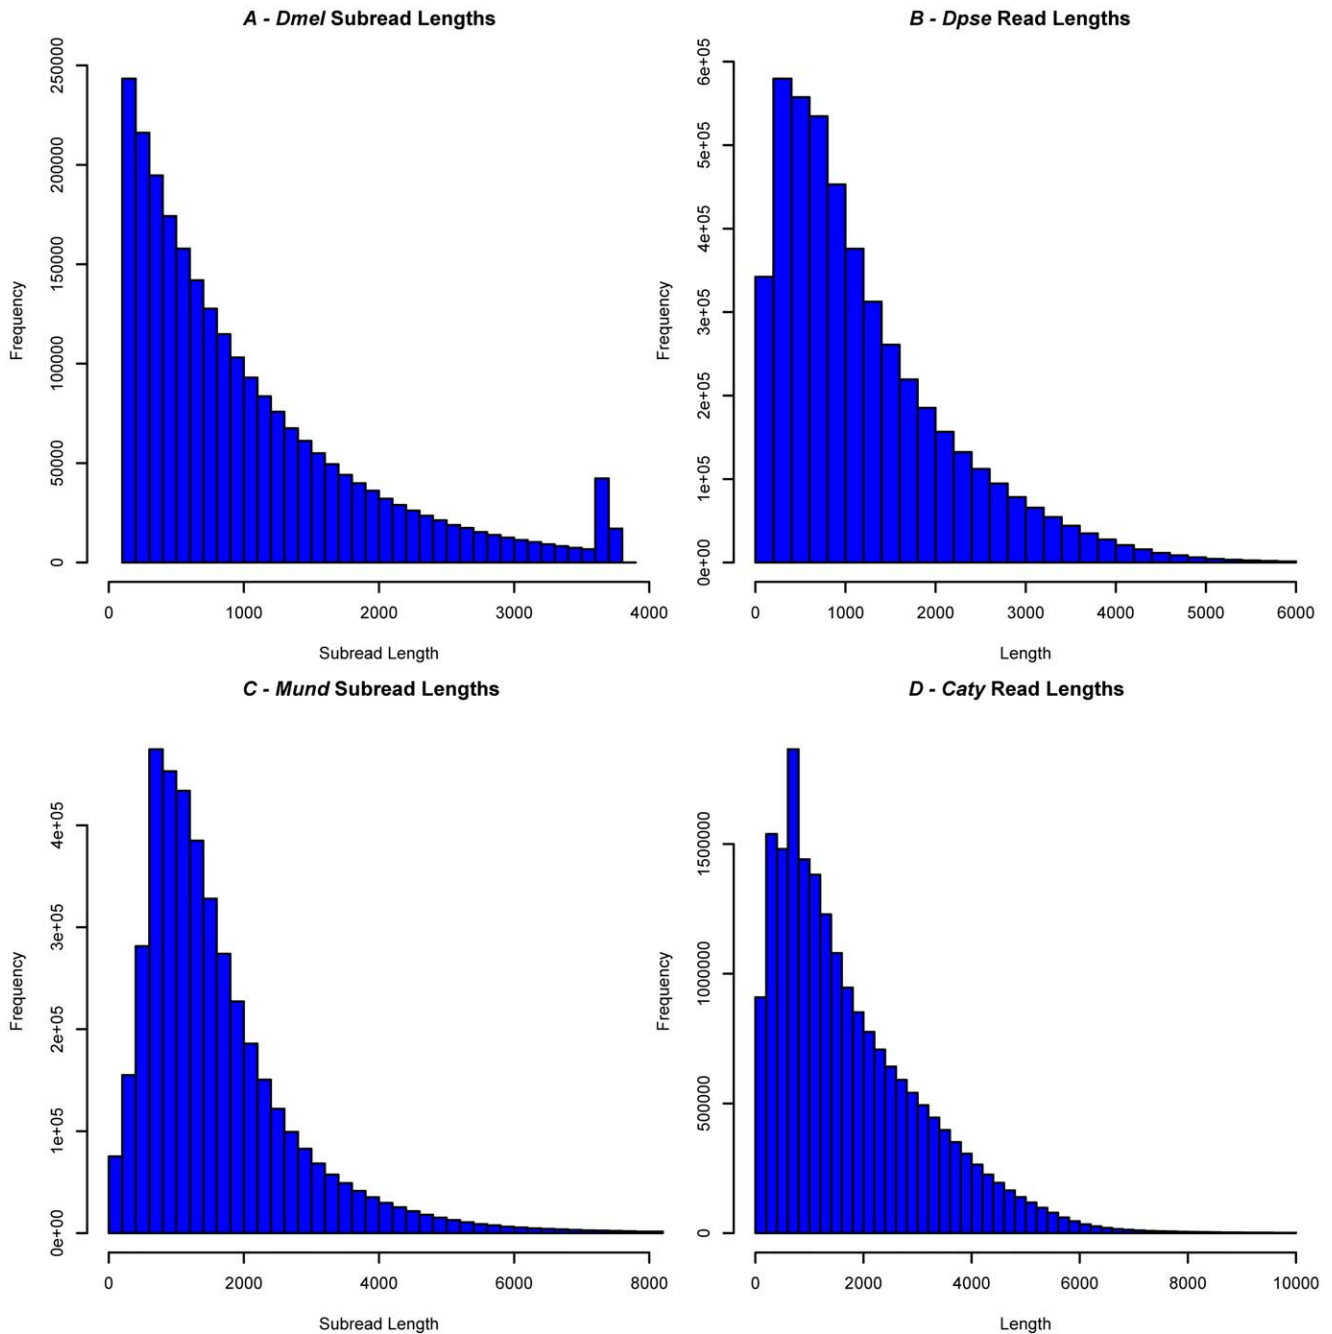 A - Dmel Subread Lengths
Frequency
250000
200000
150000
100000
50000
0
0 1000 2000 3000 4000
Subread Length
B - Dpse Read Lengths
Frequency
6e+05
5e+05
4e+05
3e+05
2e+05
1e+05
0e+00
0 1000 2000 3000 4000 5000 6000
Length
C - Mund Subread Lengths
Frequency
4e+05
3e+05
2e+05
1e+05
0e+00
0 2000 4000 6000 8000
Subread Length
D - Caty Read Lengths
Frequency
1500000
1000000
500000
0
0 2000 4000 6000 8000 10000
Length